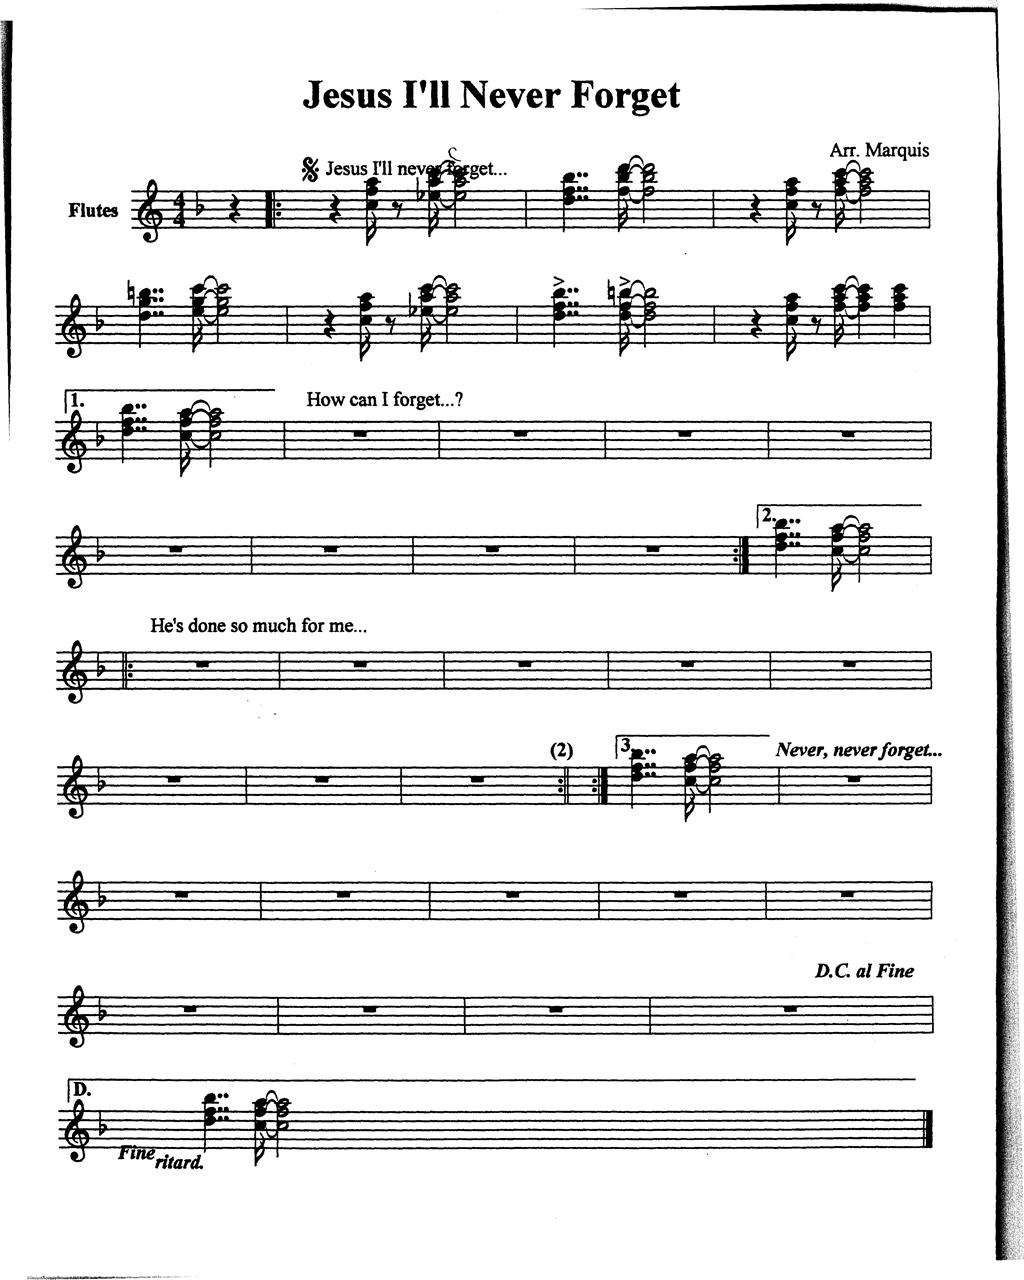 Jesus I'll Never Forget
Arr. Marquis
Jesus I'll never forget...
Flutes
1.
How can I forget...?
2.
He's done so much for me...
(2)
3.
Never, never forget...
D.C. al Fine
D.
Fine
ritard.